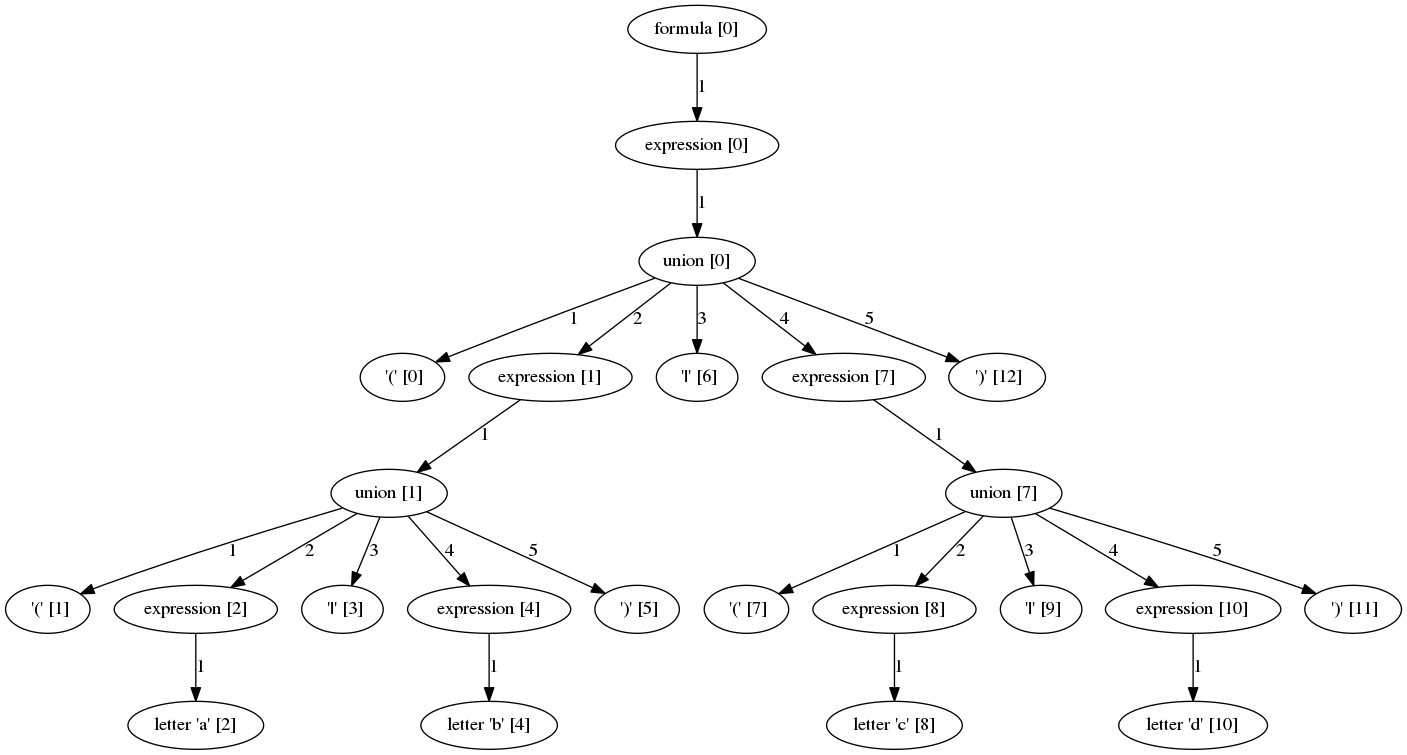 formula [0]
1
expression [0]
1
union [0]
1 2 3 4 5
'(' [0] expression [1] '|' [6] expression [7] ')' [12]
1 1
union [1] union [7]
1 2 3 4 5 1 2 3 4 5
'(' [1] expression [2] '|' [3] expression [4] ')' [5] '(' [7] expression [8] '|' [9] expression [10] ')' [11]
1 1 1 1
letter 'a' [2] letter 'b' [4] letter 'c' [8] letter 'd' [10]